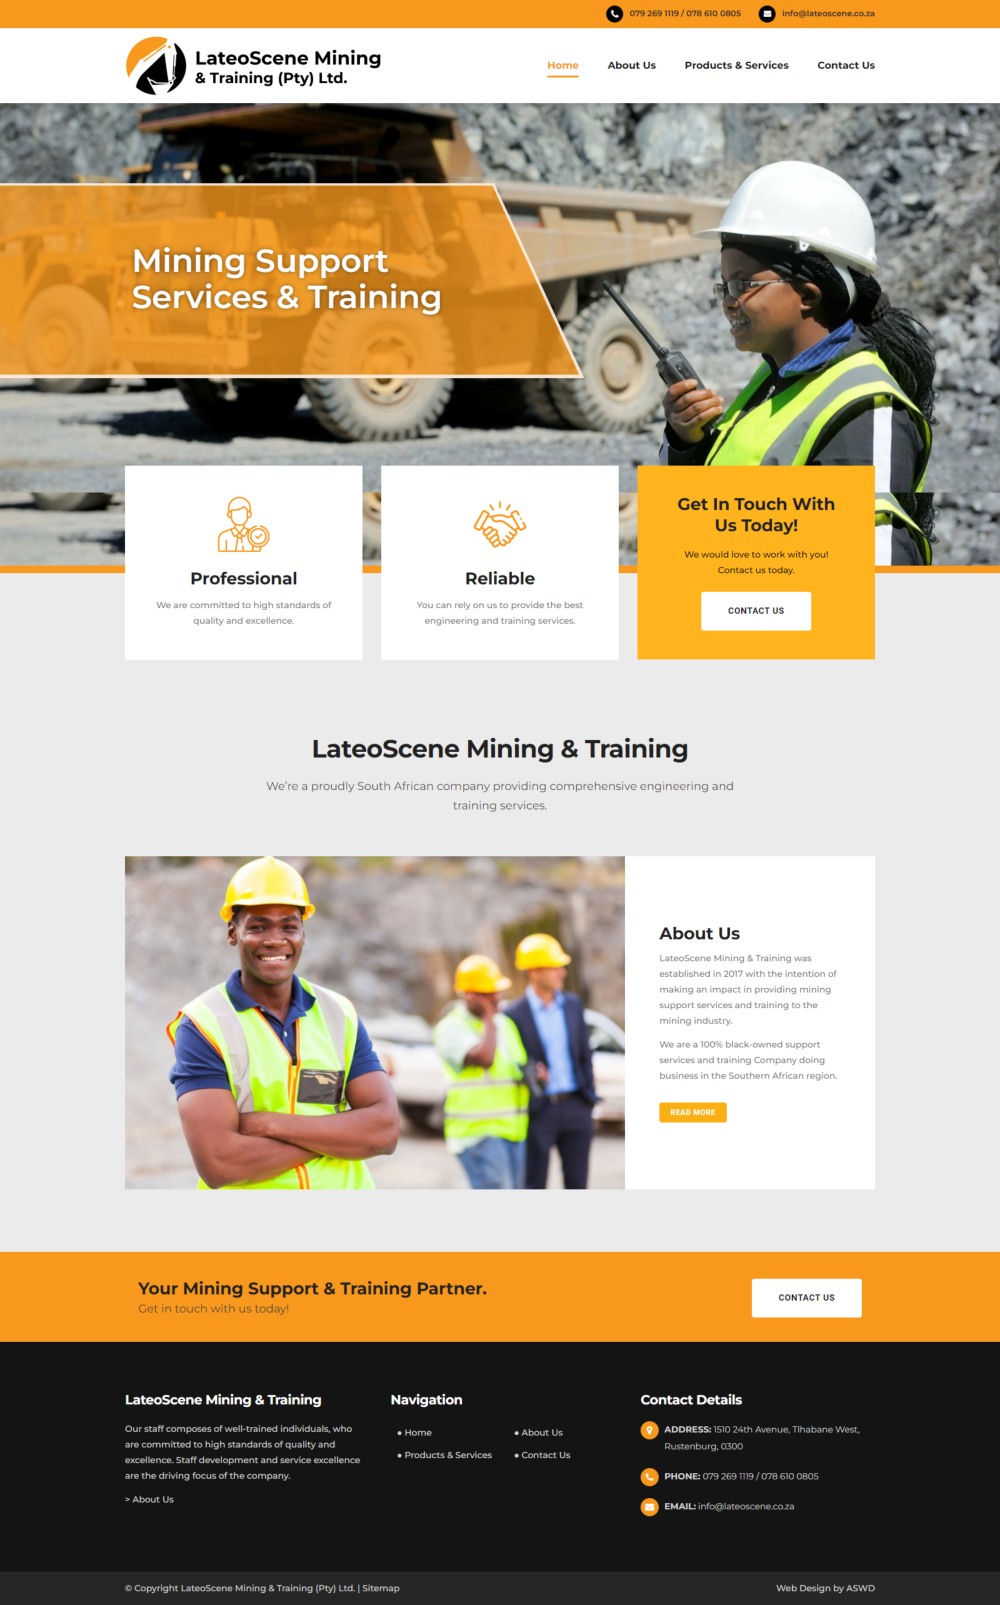 079 269 1119 / 078 610 0805
info@lateoscene.co.za
LateoScene Mining
& Training (Pty) Ltd.
Home
About Us
Products & Services
Contact Us
Mining Support
Services & Training
Professional
We are committed to high standards of
quality and excellence.
Reliable
You can rely on us to provide the best
engineering and training services.
Get In Touch With
Us Today!
We would love to work with you!
Contact us today.
CONTACT US
LateoScene Mining & Training
We're a proudly South African company providing comprehensive engineering and
training services.
About Us
LateoScene Mining & Training was
established in 2017 with the intention of
making an impact in providing mining
support services and training to the
mining industry.
We are a 100% black-owned support
services and training Company doing
business in the Southern African region.
READ MORE
Your Mining Support & Training Partner.
Get in touch with us today!
CONTACT US
LateoScene Mining & Training
Our staff composes of well-trained individuals, who
are committed to high standards of quality and
excellence. Staff development and service excellence
are the driving focus of the company.
> About Us
Navigation
● Home
● About Us
● Products & Services
● Contact Us
Contact Details
ADDRESS: 1510 24th Avenue, Tlhabane West,
Rustenburg, 0300
PHONE: 079 269 1119 / 078 610 0805
EMAIL: info@lateoscene.co.za
© Copyright LateoScene Mining & Training (Pty) Ltd. | Sitemap
Web Design by ASWD